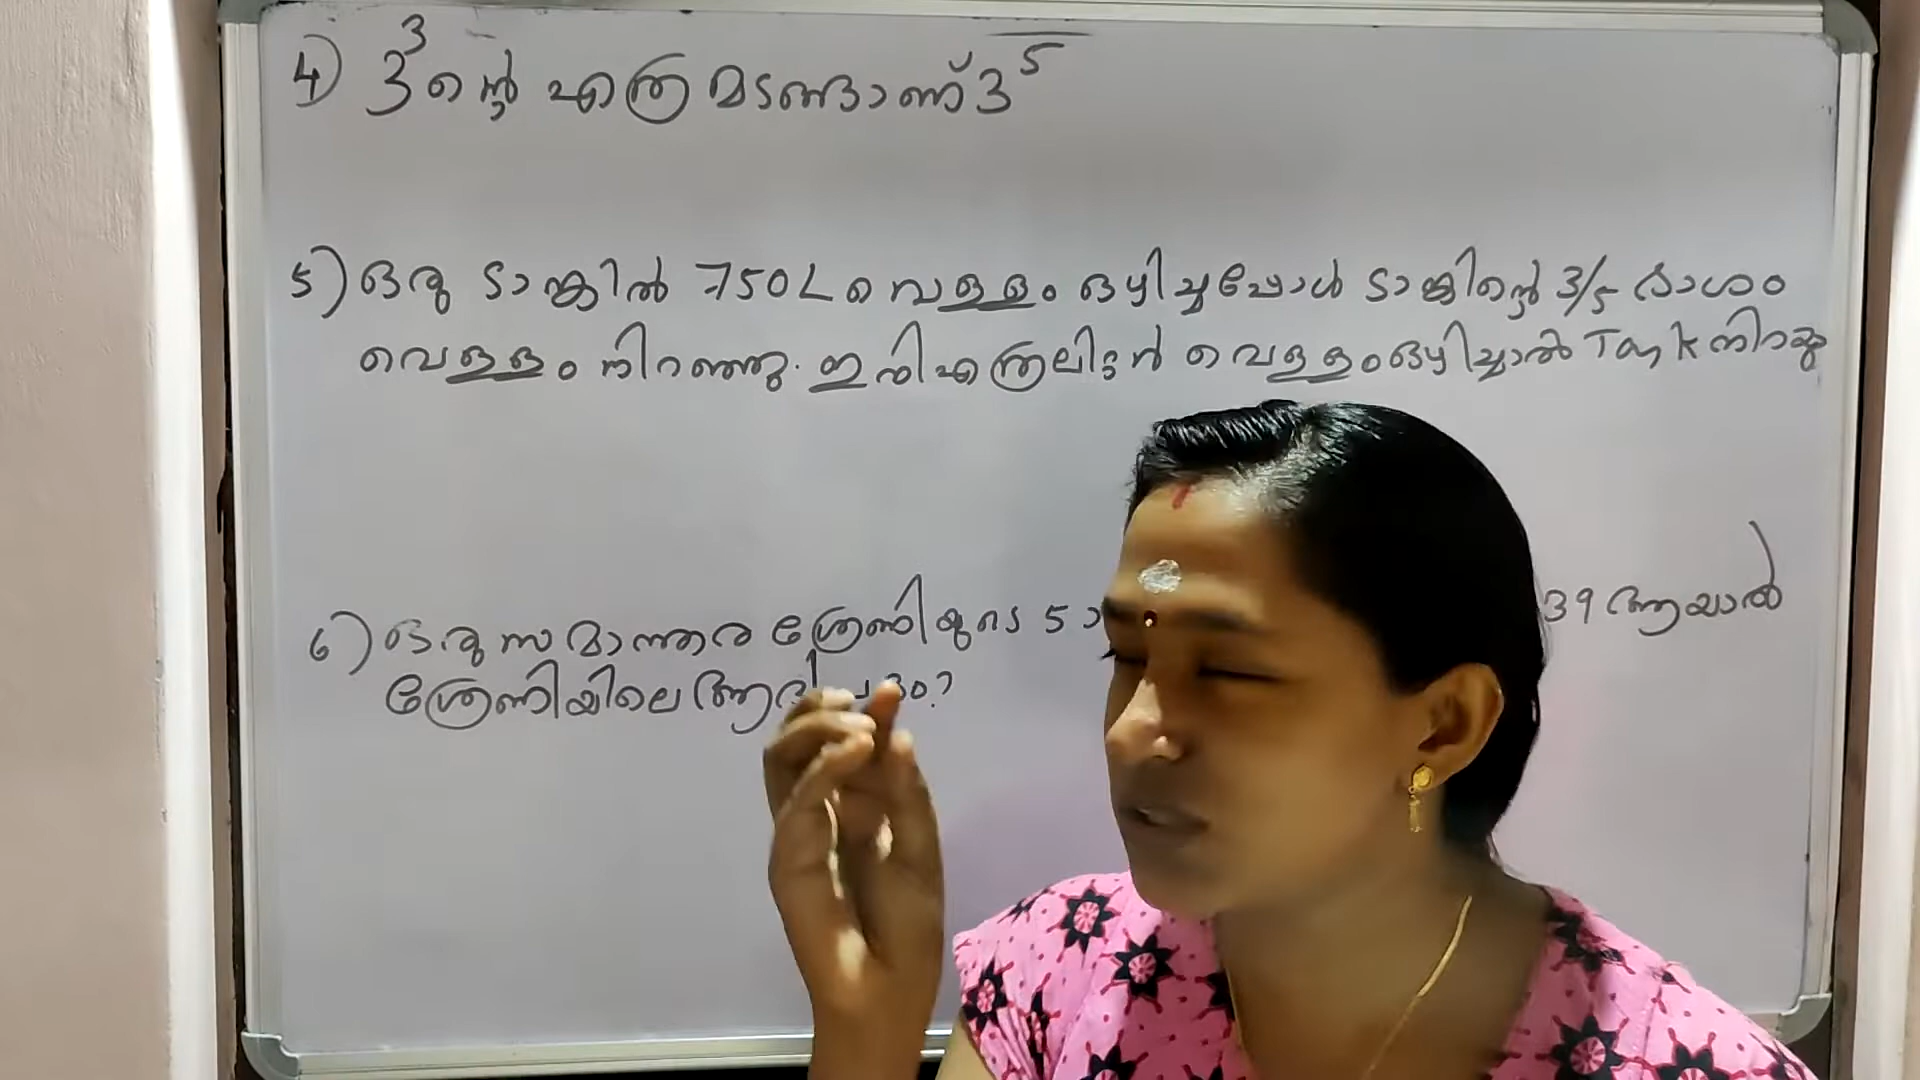 4) 3³ ന്റെ എത്ര മടങ്ങാണ് 3⁵
5) ഒരു ടാങ്കിൽ 750L വെള്ളം ഒഴിച്ചപ്പോൾ ടാങ്കിന്റെ 3/5 ഭാഗം
വെള്ളം നിറഞ്ഞു. ഇനി എത്ര ലിറ്റർ വെള്ളം ഒഴിച്ചാൽ Tank നിറയും
6) ഒരു സമാന്തര ശ്രേണിയുടെ 5 39 ആയാൽ
ശ്രേണിയിലെ ആദ്യ പദം?